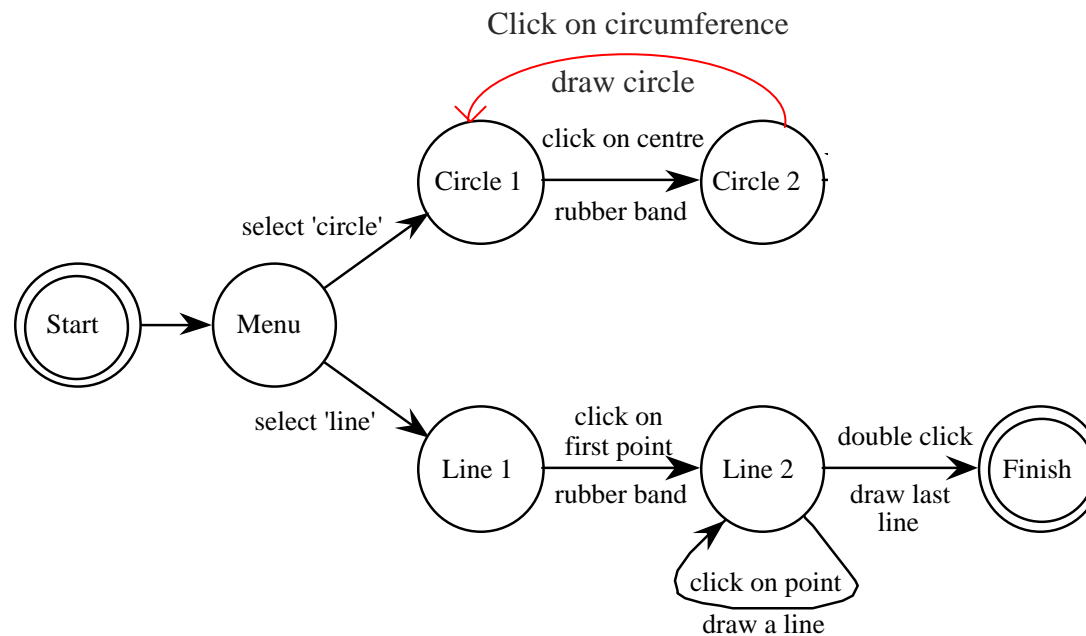 Click on circumference
draw circle
click on centre
Circle 1
Circle 2
rubber band
select 'circle'
Start
Menu
select 'line'
click on
first point
double click
Line 1
Line 2
Finish
rubber band
draw last
line
click on point
draw a line